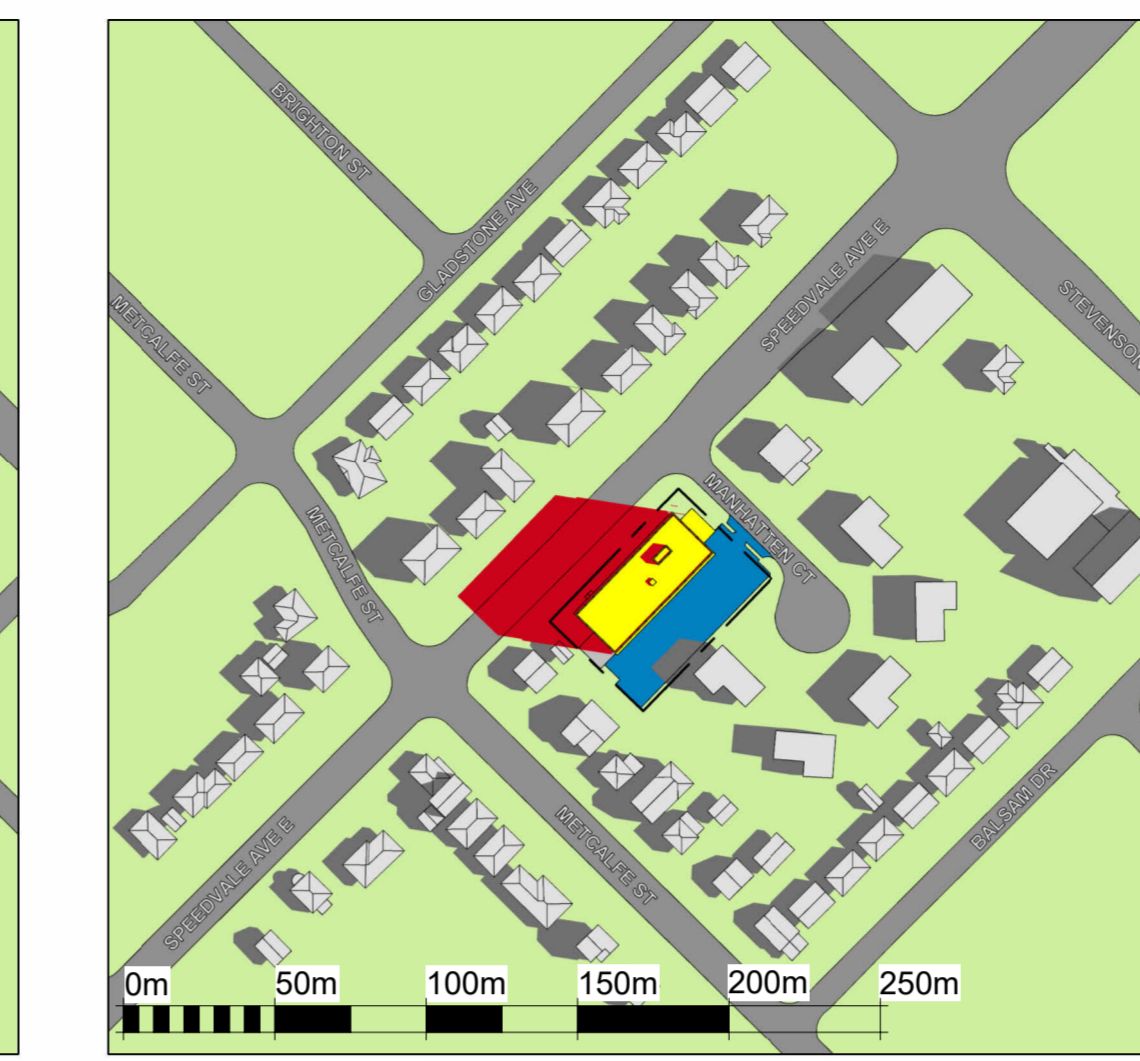 BRIGHTON ST
GLADSTONE AVE
METCALFE ST
SPEEDVALE AVE E
STEVENSON
MANHATTEN CT
METCALFE ST
METCALFE ST
BALSAM DR
SPEEDVALE AVE E
0m 50m 100m 150m 200m 250m